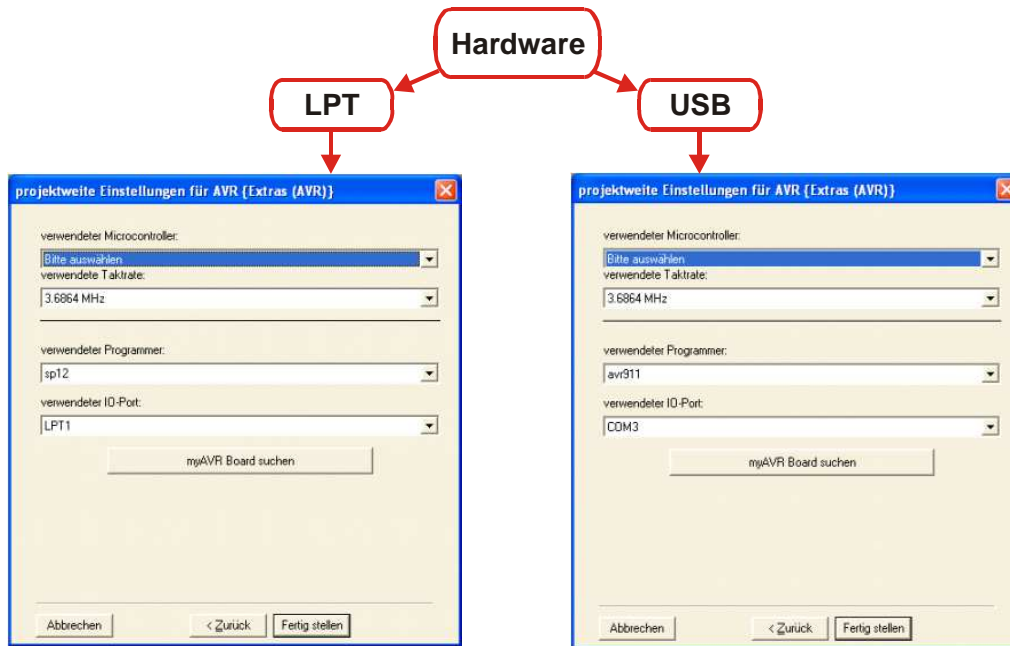 Hardware
LPT
USB
projektweite Einstellungen für AVR {Extras (AVR)}
verwendeter Microcontroller:
Bitte auswählen
verwendete Taktrate:
3.6864 MHz
verwendeter Programmer:
sp12
verwendeter IO-Port:
LPT1
myAVR Board suchen
Abbrechen
< Zurück
Fertig stellen
projektweite Einstellungen für AVR {Extras (AVR)}
verwendeter Microcontroller:
Bitte auswählen
verwendete Taktrate:
3.6864 MHz
verwendeter Programmer:
avr911
verwendeter IO-Port:
COM3
myAVR Board suchen
Abbrechen
< Zurück
Fertig stellen